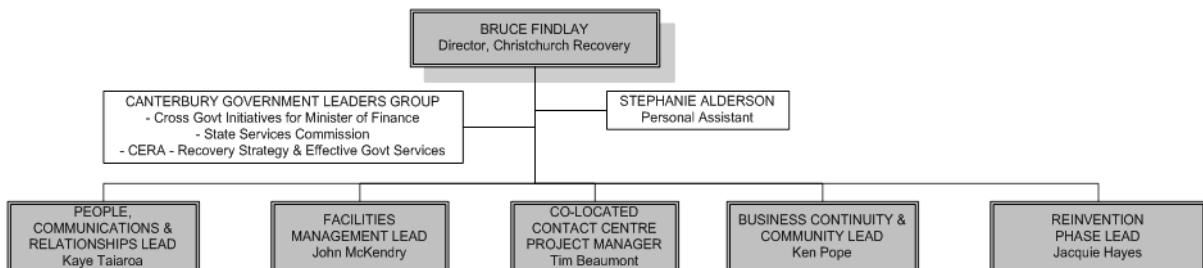 BRUCE FINDLAY
Director, Christchurch Recovery
CANTERBURY GOVERNMENT LEADERS GROUP
- Cross Govt Initiatives for Minister of Finance
- State Services Commission
- CERA - Recovery Strategy & Effective Govt Services
STEPHANIE ALDERSON
Personal Assistant
PEOPLE,
COMMUNICATIONS &
RELATIONSHIPS LEAD
Kaye Taiaroa
FACILITIES
MANAGEMENT LEAD
John McKendry
CO-LOCATED
CONTACT CENTRE
PROJECT MANAGER
Tim Beaumont
BUSINESS CONTINUITY &
COMMUNITY LEAD
Ken Pope
REINVENTION
PHASE LEAD
Jacquie Hayes